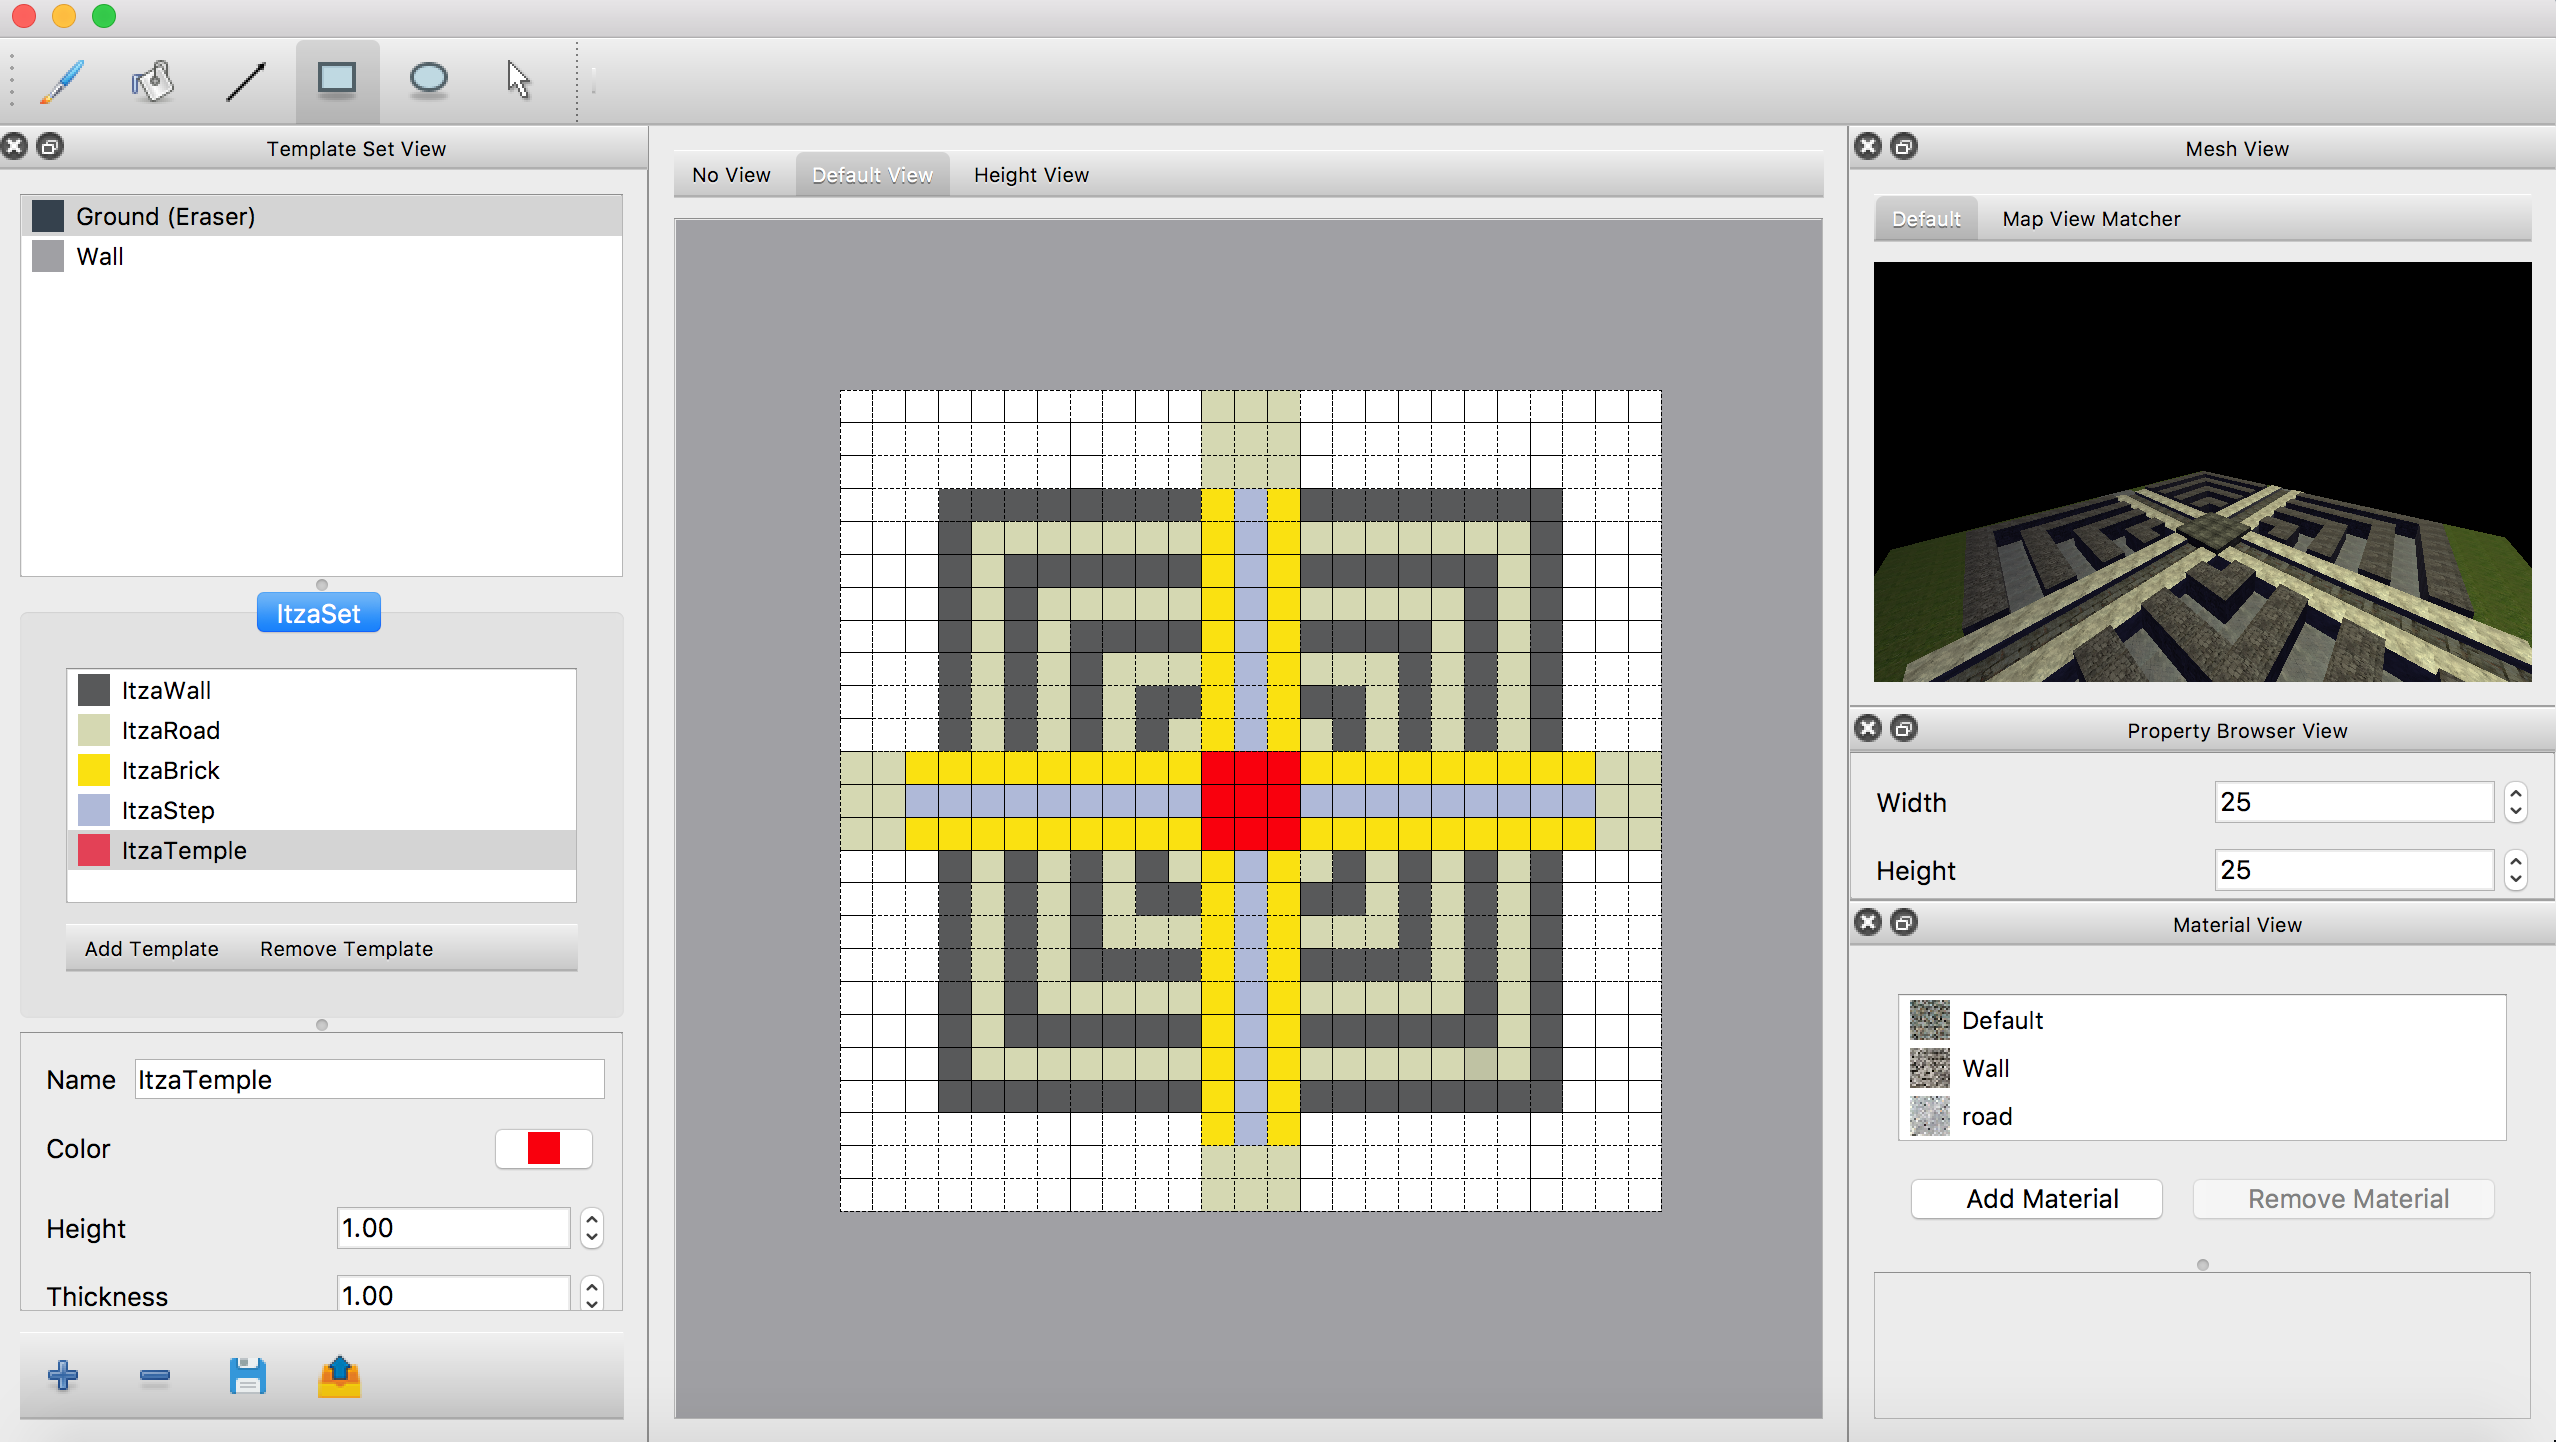 Template Set View
Ground (Eraser)
Wall
ItzaSet
ItzaWall
ItzaRoad
ItzaBrick
ItzaStep
ItzaTemple
Add Template
Remove Template
Name
ItzaTemple
Color
Height
1.00
Thickness
1.00
No View
Default View
Height View
Mesh View
Default
Map View Matcher
Property Browser View
Width
25
Height
25
Material View
Default
Wall
road
Add Material
Remove Material